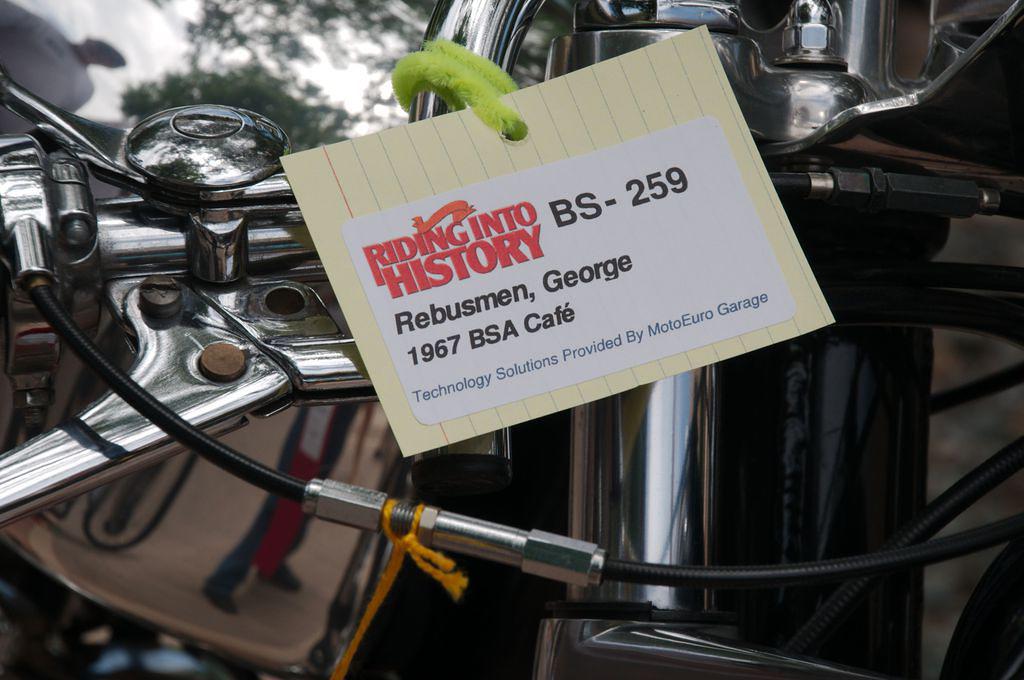 RIDING INTO
HISTORY
BS- 259
Rebusmen, George
1967 BSA Café
Technology Solutions Provided By MotoEuro Garage